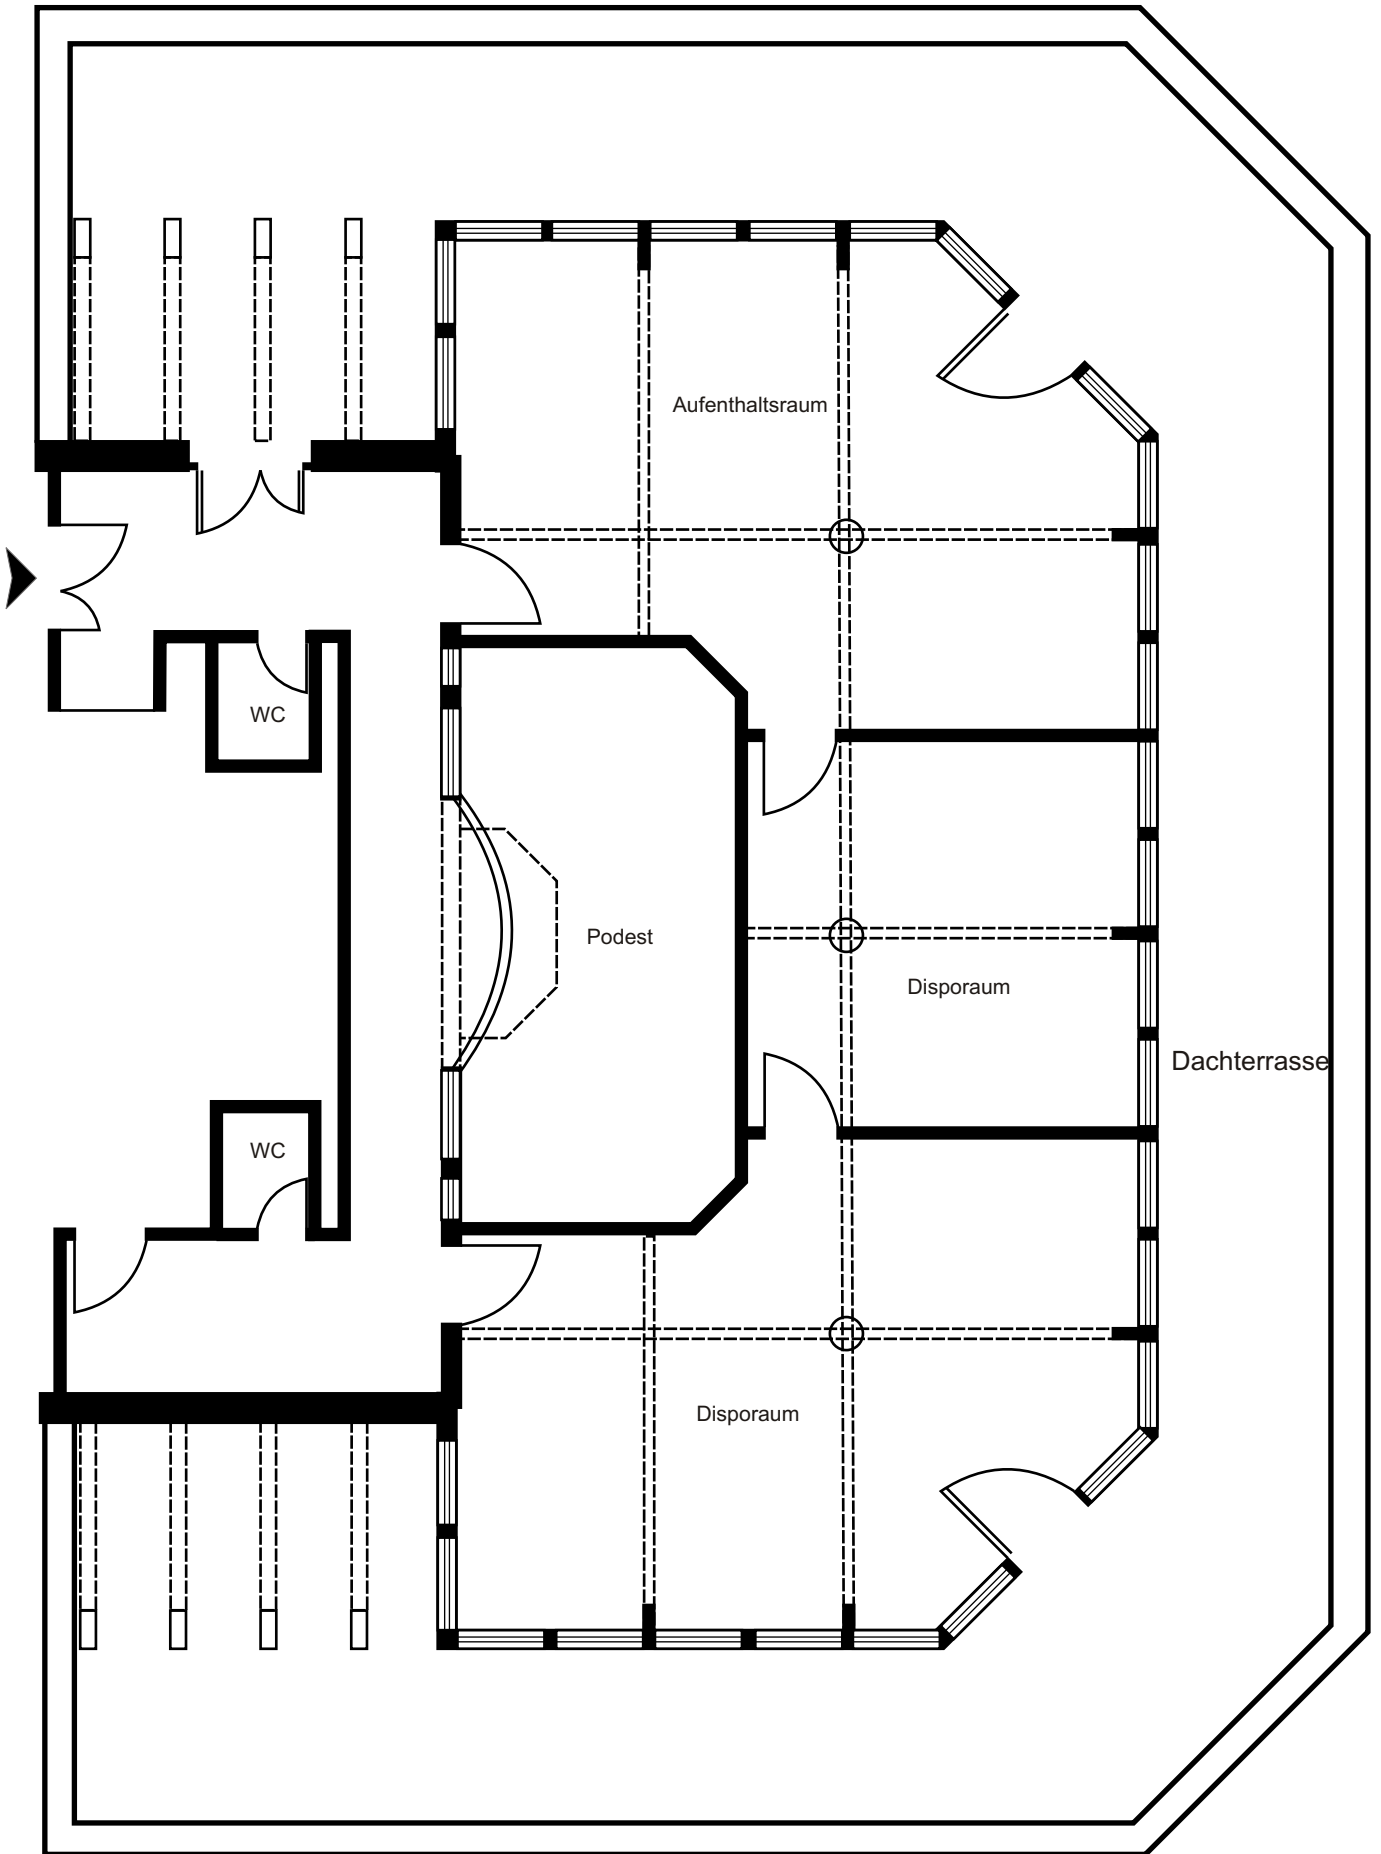 Aufenthaltsraum
WC
Podest
Disporaum
Dachterrasse
WC
Disporaum